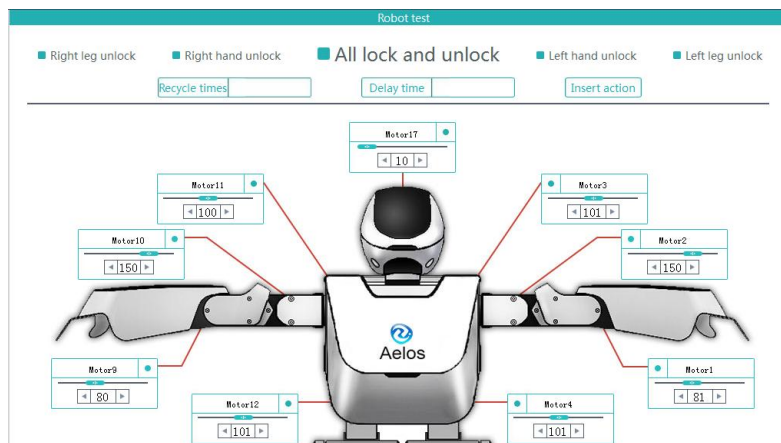 Robot test
Right leg unlock Right hand unlock All lock and unlock Left hand unlock Left leg unlock
Recycle times Delay time Insert action
Motor17
10
Motor11 Motor3
100 101
Motor10 Motor2
150 150
Aelos
Motor9 Motor1
80 81
Motor12 Motor4
101 101